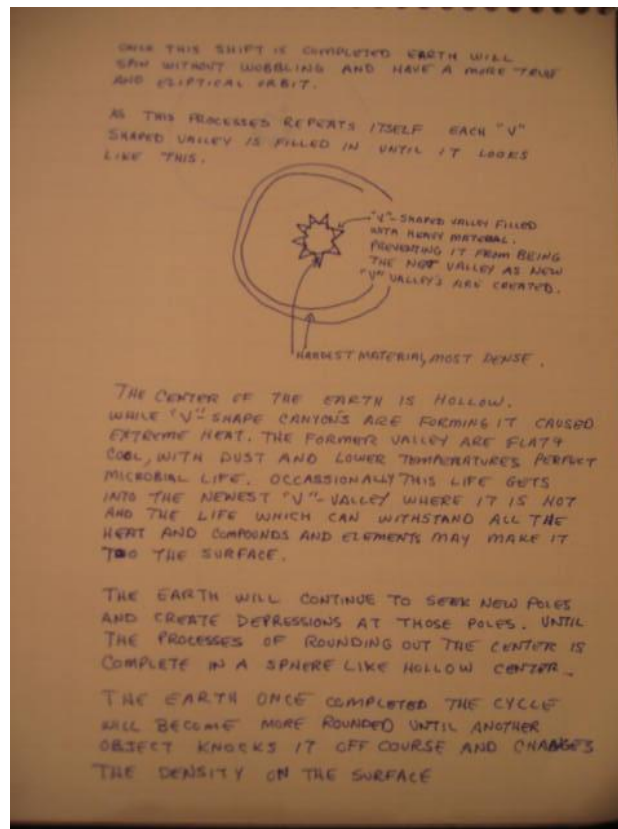 ONCE THIS SHIFT IS COMPLETED EARTH WILL
SPIN WITHOUT WOBBLING AND HAVE A MORE TRUE
AND ELIPTICAL ORBIT.
AS THIS PROCESSES REPEATS ITSELF EACH "V"
SHAPED VALLEY IS FILLED IN UNTIL IT LOOKS
LIKE THIS.
"V"-SHAPED VALLEY FILLED
WITH HEAVY MATERIAL.
PREVENTING IT FROM BEING
THE NEXT VALLEY AS NEW
"V" VALLEY'S ARE CREATED.
HARDEST MATERIAL, MOST DENSE.
THE CENTER OF THE EARTH IS HOLLOW.
WHILE "V"-SHAPE CANYON'S ARE FORMING IT CAUSED
EXTREME HEAT. THE FORMER VALLEY ARE FLAT &
COOL, WITH DUST AND LOWER TEMPERATURES PERFECT
MICROBIAL LIFE. OCCASSIONALLY THIS LIFE GETS
INTO THE NEWEST "V"-VALLEY WHERE IT IS HOT
AND THE LIFE WHICH CAN WITHSTAND ALL THE
HEAT AND COMPOUNDS AND ELEMENTS MAY MAKE IT
TOO THE SURFACE.
THE EARTH WILL CONTINUE TO SEEK NEW POLES
AND CREATE DEPRESSIONS AT THOSE POLES. UNTIL
THE PROCESSES OF ROUNDING OUT THE CENTER IS
COMPLETE IN A SPHERE LIKE HOLLOW CENTER.
THE EARTH ONCE COMPLETED THE CYCLE
WILL BECOME MORE ROUNDED UNTIL ANOTHER
OBJECT KNOCKS IT OFF COURSE AND CHANGES
THE DENSITY ON THE SURFACE